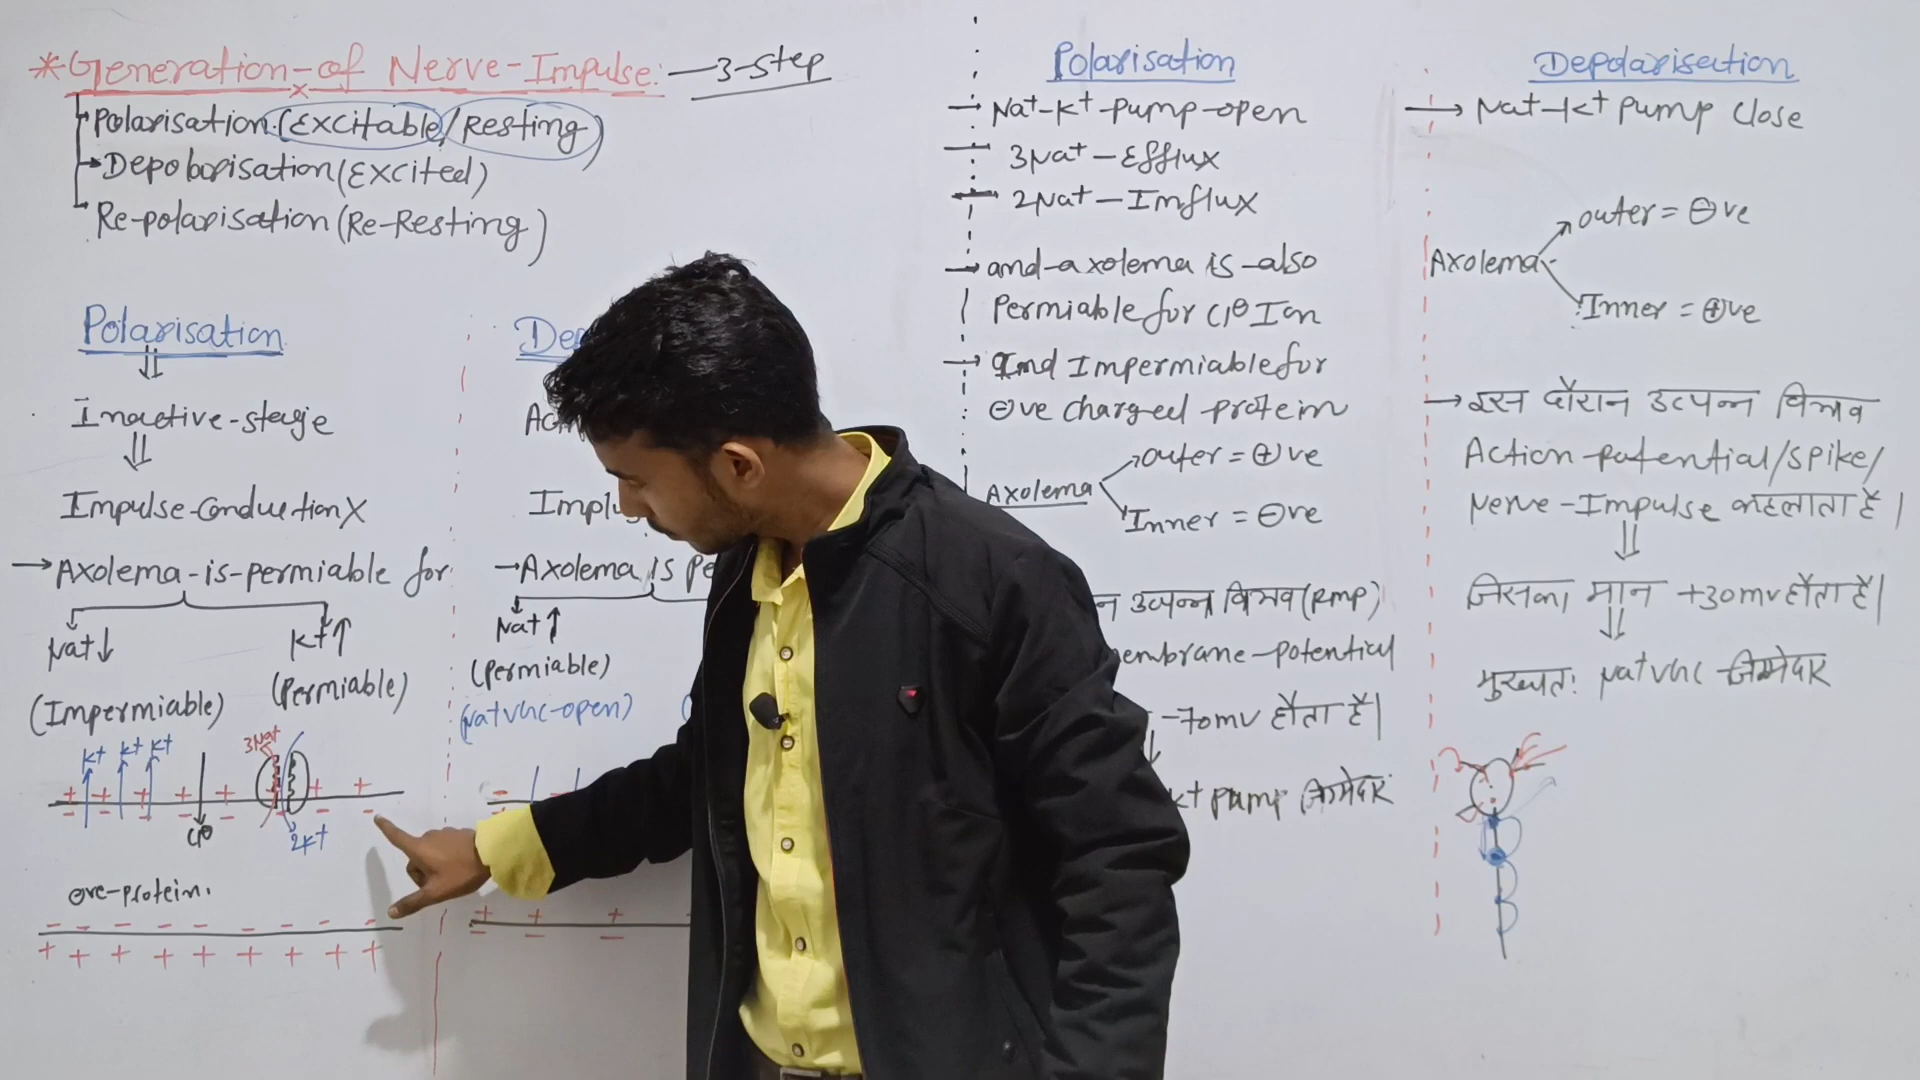 *Generation-of Nerve-Impulse:-3-step
Polarisation.(Excitable/Resting)
→Depolarisation(Excited)
Re-polarisation(Re-Resting)
Polarisation
Inactive-stage
Impulse-Conduction X
→Axolema-is-permiable for
Na+↓ K+↑
(Impermiable) (Permiable)
K+ K+ K+ 3Na+
+ + + + + + +
- - - - - - -
Cl⊖ 2K+
⊖ve-protein.
- - - - - - - - -
+ + + + + + + + +
→Axolema is
Na+↑
(Permiable)
(Na+VGC-open)
+ + +
- - -
Polarisation
→ Na+-K+-pump-open
→ 3Na+-Efflux
← 2Na+-Imflux
→ and-axolema is-also
Permiable for Cl⊖ Ion
→ And Impermiable for
⊖ve charged protein
Axolema outer = ⊕ve
Inner = ⊖ve
उत्पन्न विभव (RMP)
membrane-potential
-70mv होता है|
K+ pump जिम्मेदार
Depolarisection
→ Na+-K+ pump close
Axolema outer = ⊖ve
Inner = ⊕ve
→ इस दौरान उत्पन्न विभव
Action-potential/spike/
Nerve-Impulse कहलाता है|
जिसका मान +30mv होता है|
मुख्यतः Na+VGC जिम्मेदार